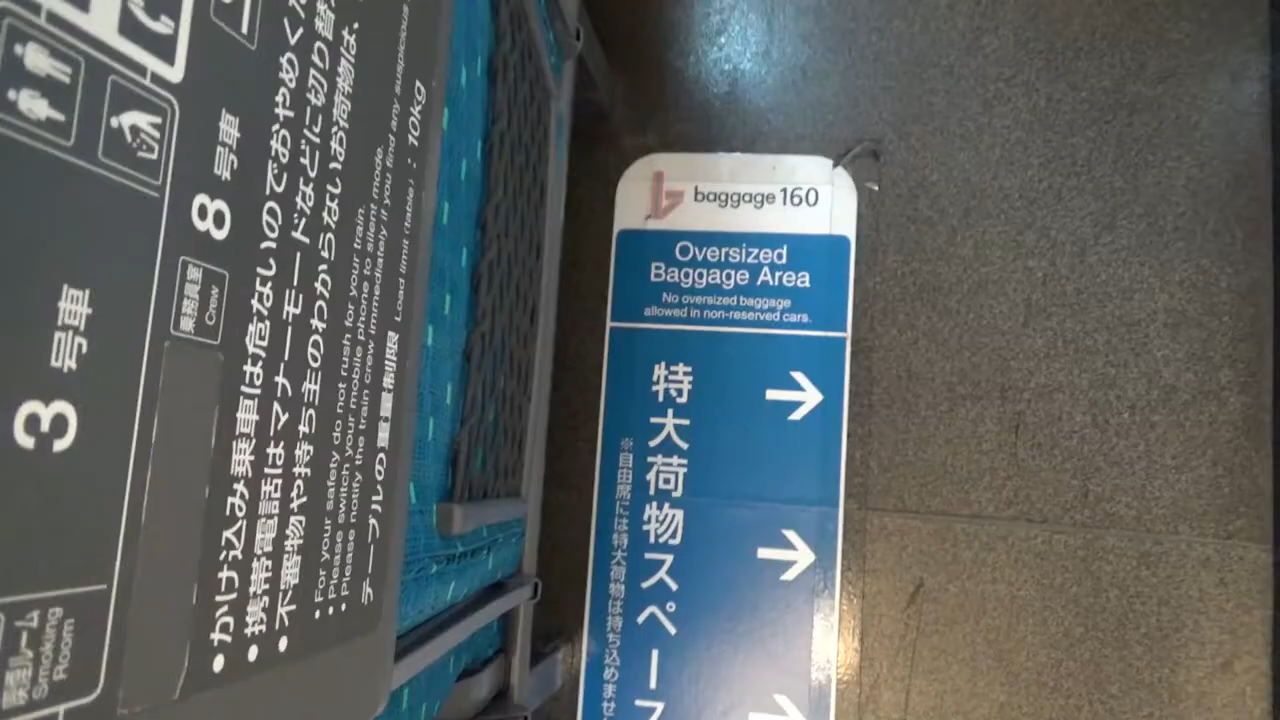 baggage 160
Oversized
Baggage Area
No oversized baggage
allowed in non-reserved cars.
特大荷物スペース
※自由席には特大荷物は持ち込めませ
3号車
8号車
乗務員室
Crew
Smoking
Room
●かけ込み乗車は危ないのでおやめくだ
●携帯電話はマナーモードなどに切り替
●不審物や持ち主のわからないお荷物は、
•For your safety do not rush for your train.
•Please switch your mobile phone to silent mode.
•Please notify the train crew immediately if you find any suspicious
テーブルの重量制限 Load limit (table) : 10kg